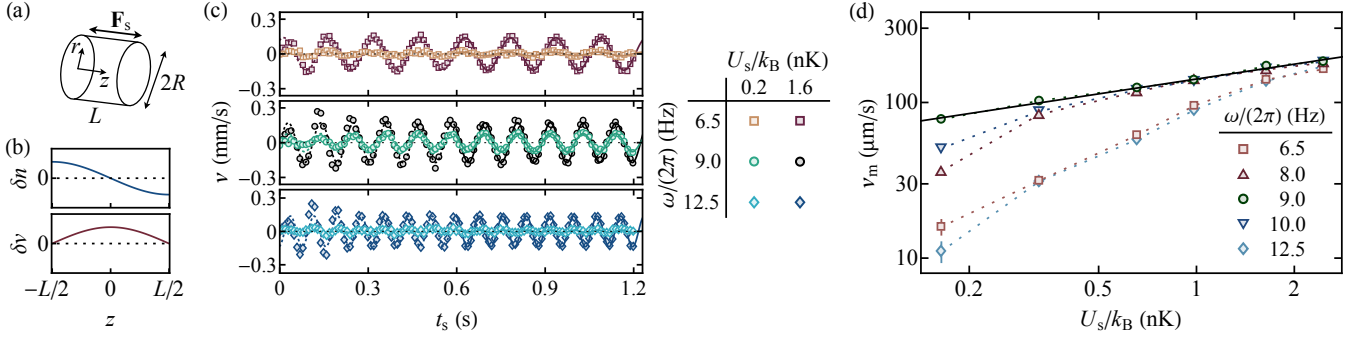 (a)
F_s
r
z
2R
L
(b)
δn
0
δv
0
−L/2
0
L/2
z
(c)
0.3
0
−0.3
0.3
0
−0.3
0.3
0
−0.3
v (mm/s)
0
0.3
0.6
0.9
1.2
t_s (s)
U_s/k_B (nK)
0.2
1.6
ω/(2π) (Hz)
6.5
9.0
12.5
(d)
300
100
30
10
v_m (μm/s)
0.2
0.5
1
2
U_s/k_B (nK)
ω/(2π) (Hz)
6.5
8.0
9.0
10.0
12.5